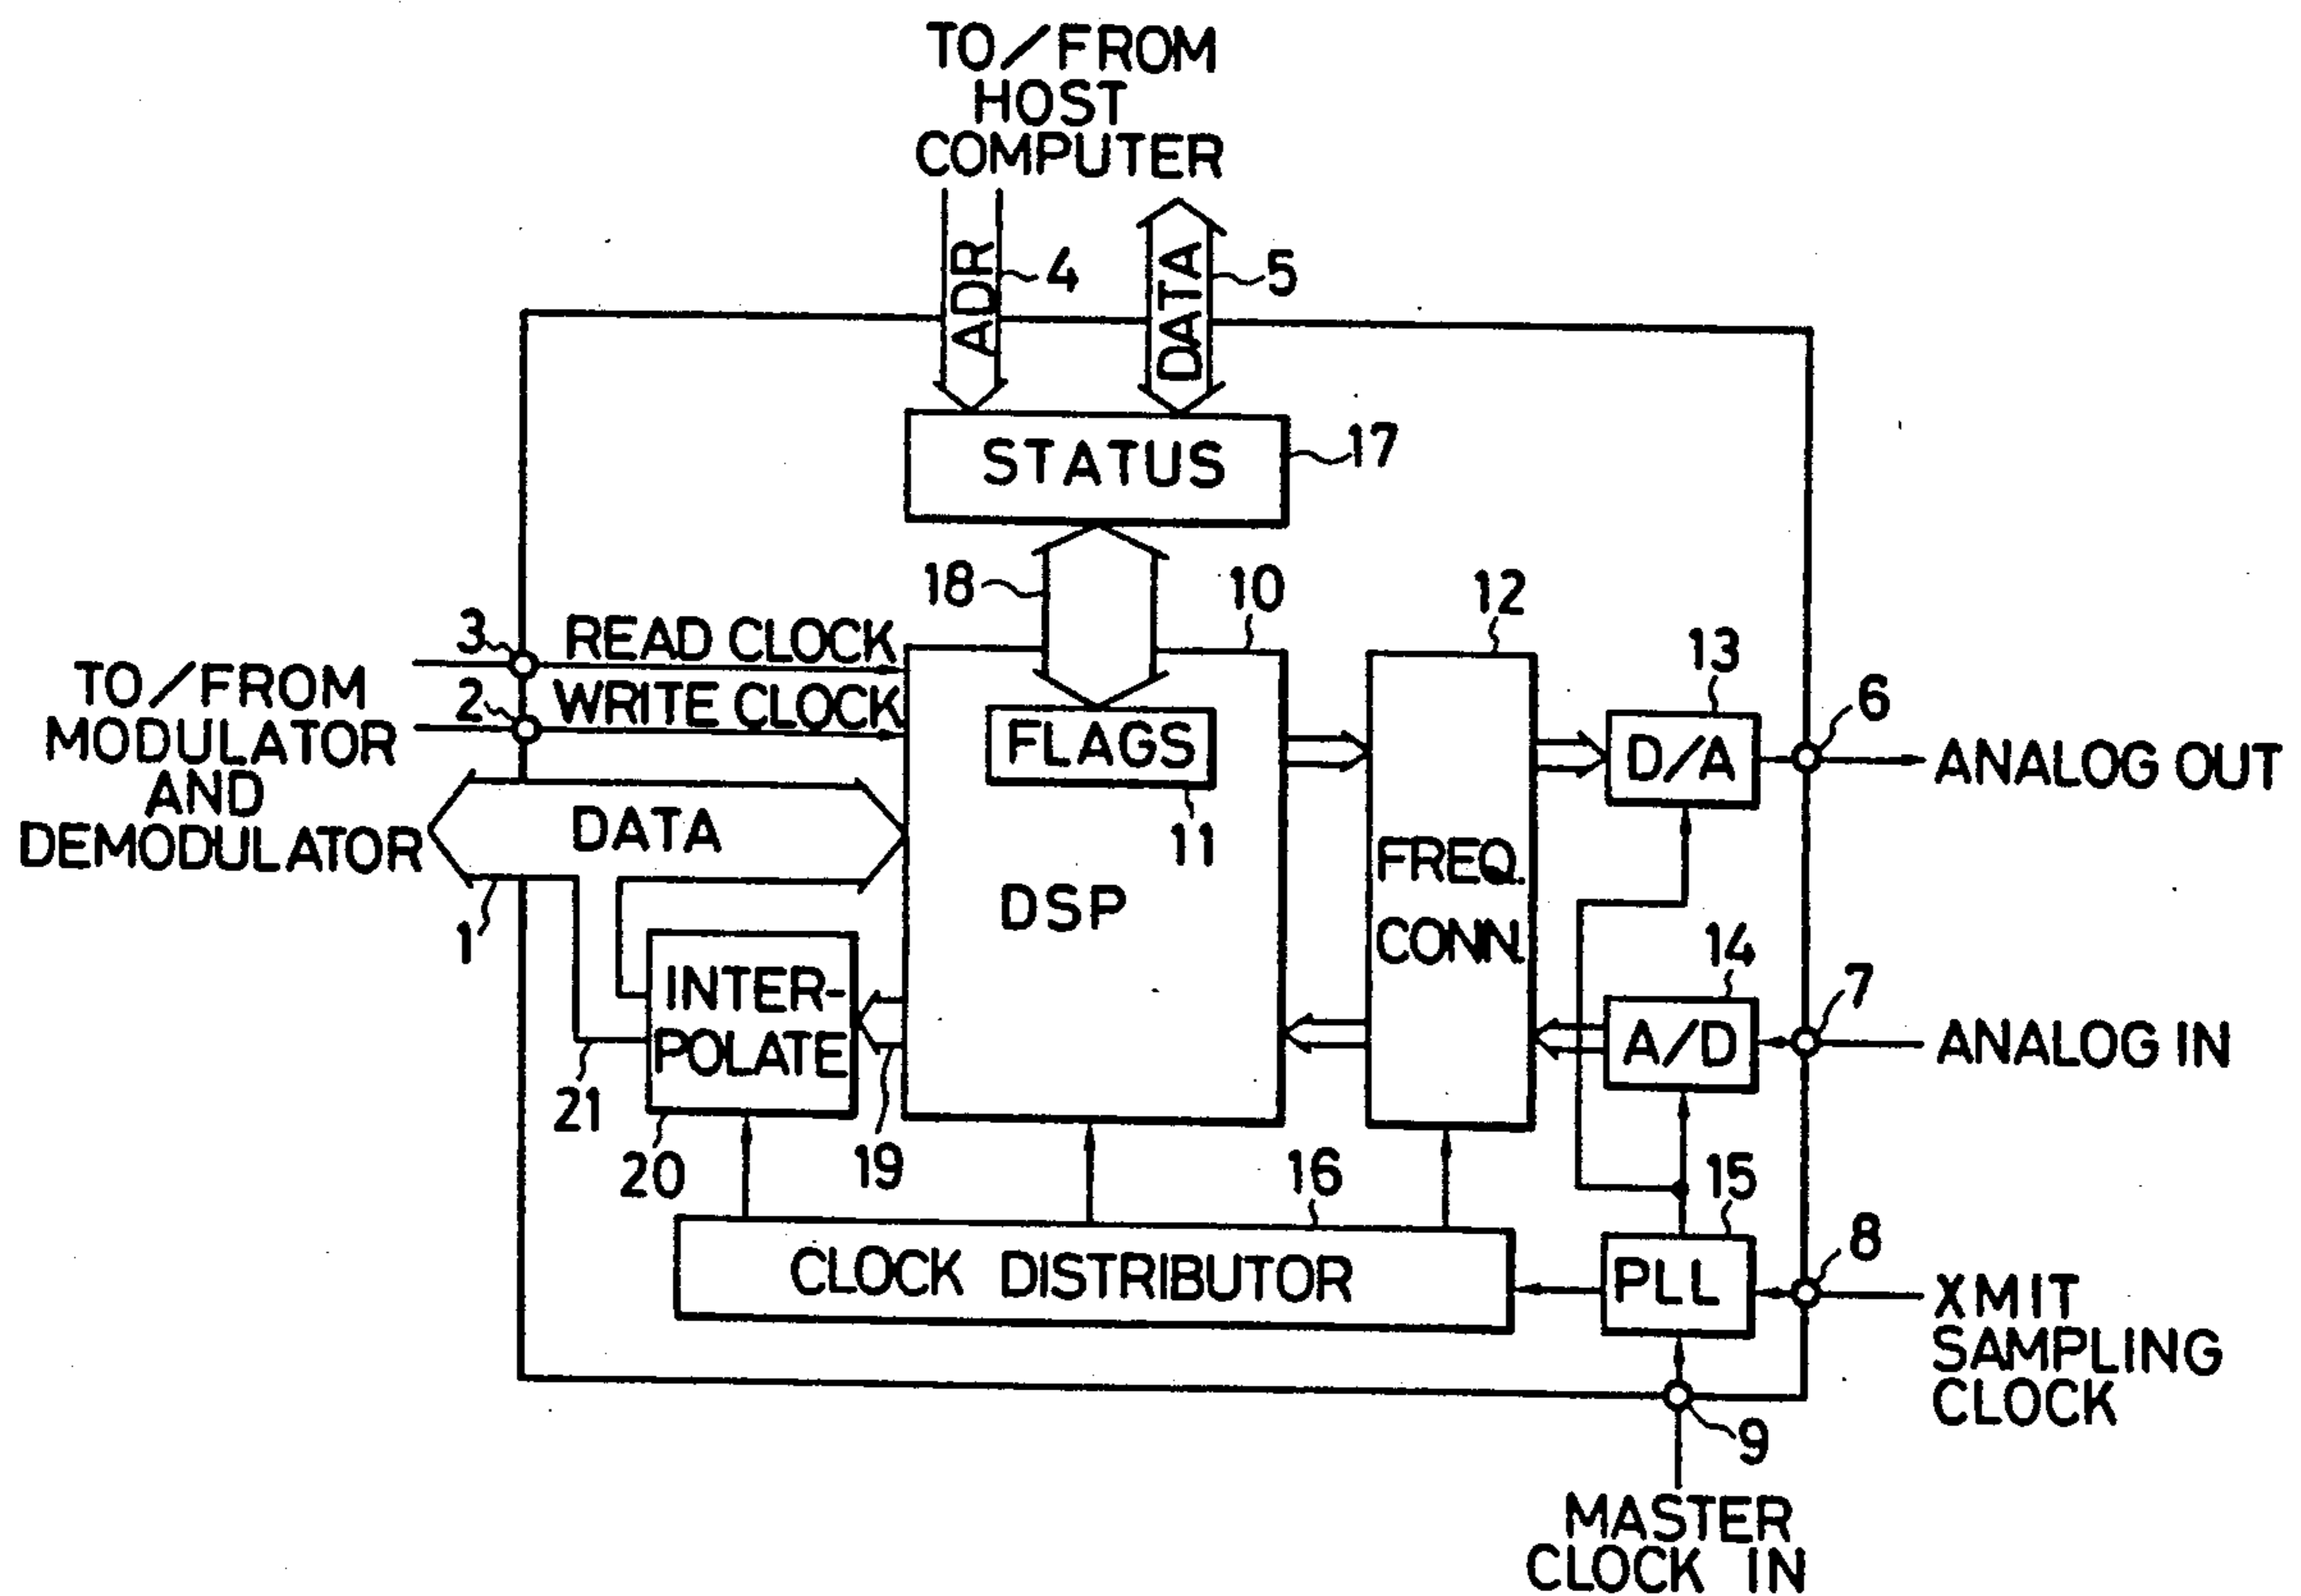 TO/FROM
HOST
COMPUTER
ADR
4
DATA
5
STATUS
17
18
10
12
3
READ CLOCK
13
TO/FROM
MODULATOR
AND
DEMODULATOR
2
WRITE CLOCK
6
FLAGS
D/A
ANALOG OUT
DATA
11
FREQ.
CONN.
DSP
1
14
7
INTER-
POLATE
A/D
ANALOG IN
21
20
19
16
15
8
CLOCK DISTRIBUTOR
PLL
XMIT
SAMPLING
CLOCK
9
MASTER
CLOCK IN